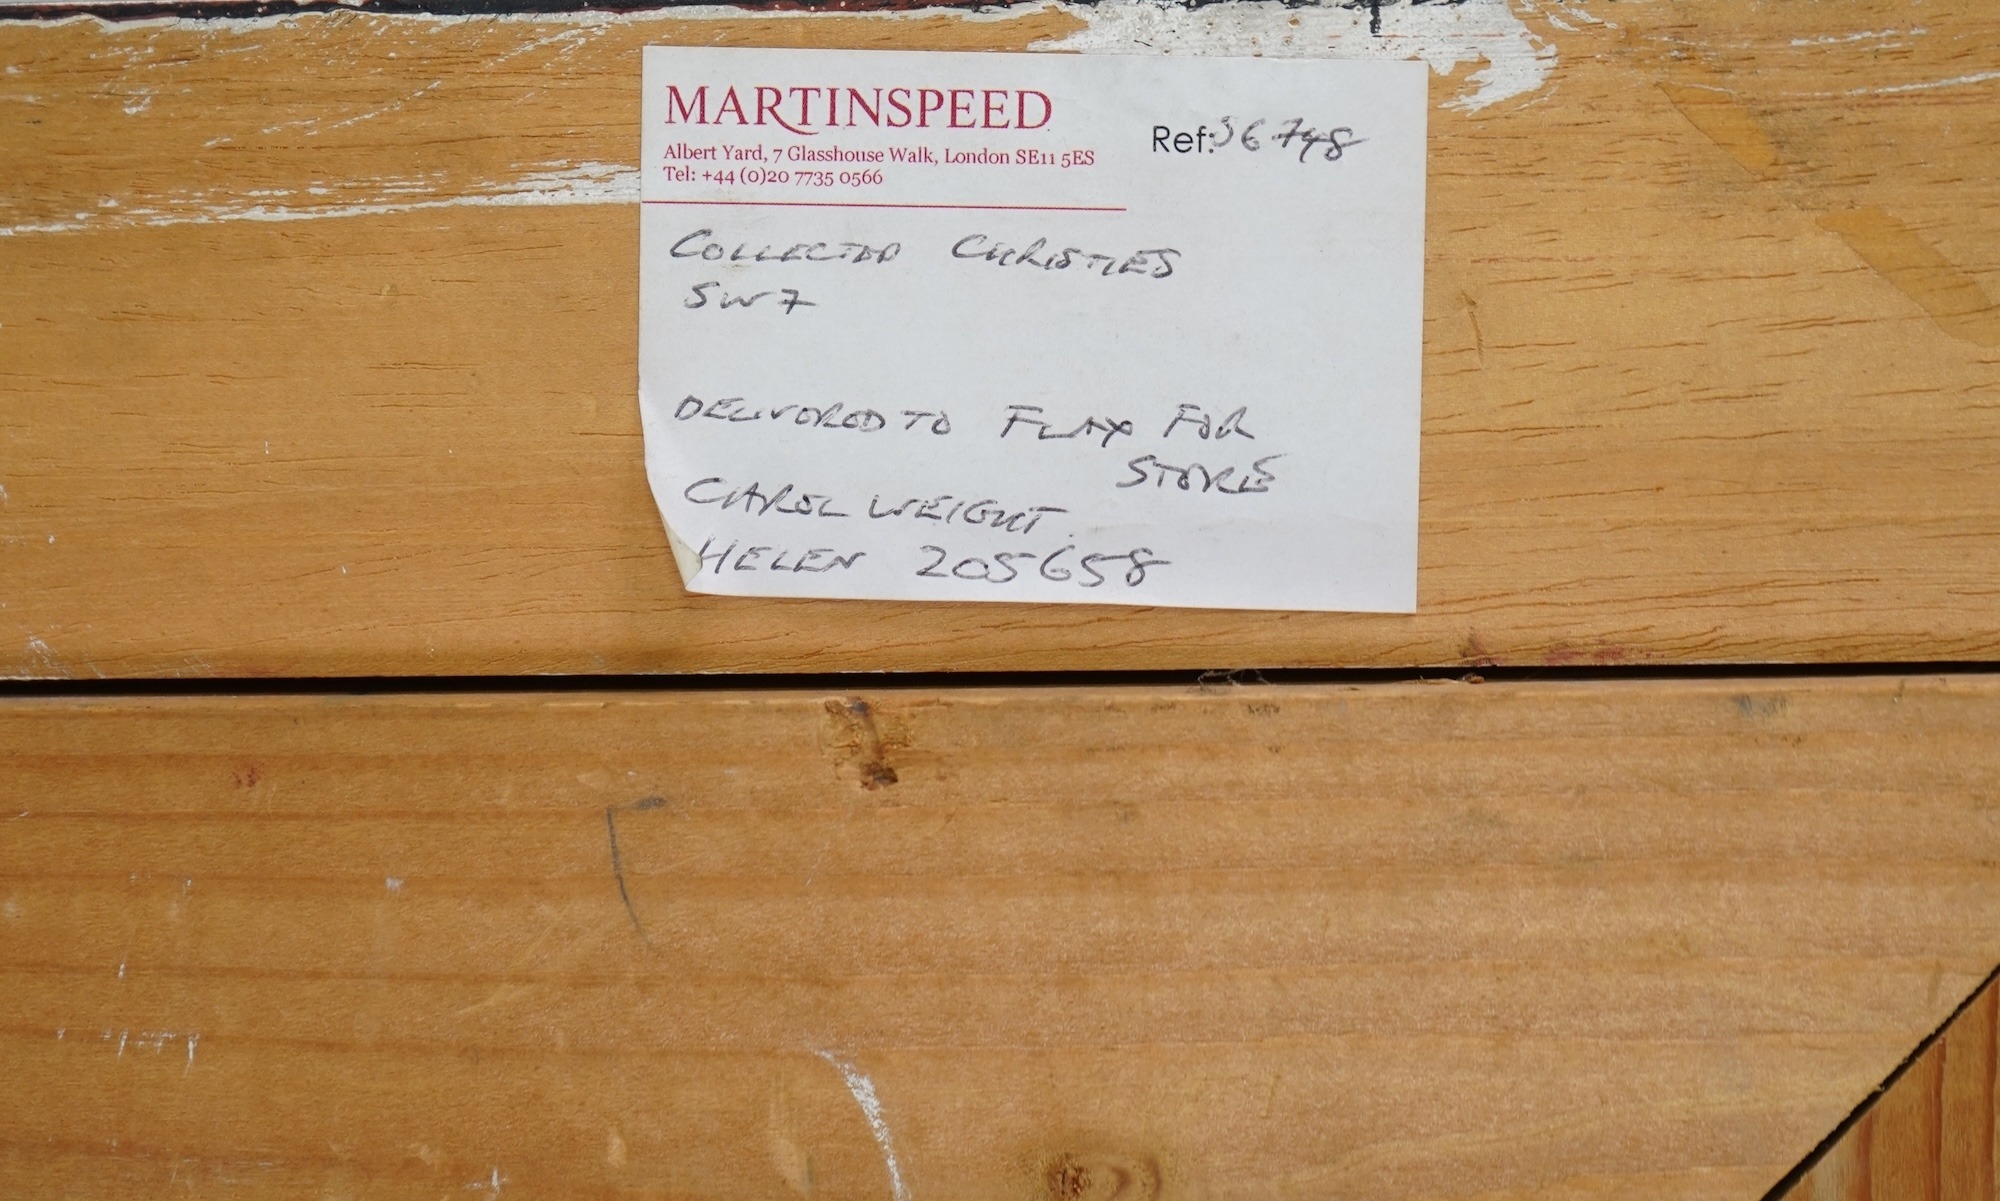 MARTINSPEED
Albert Yard, 7 Glasshouse Walk, London SE11 5ES
Tel: +44 (0)20 7735 0566
Ref: 36748
COLLECTED CHRISTIES
SW7
DELIVERED TO FLAX FOR
STORE
CAROL WEIGHT.
HELEN 205658